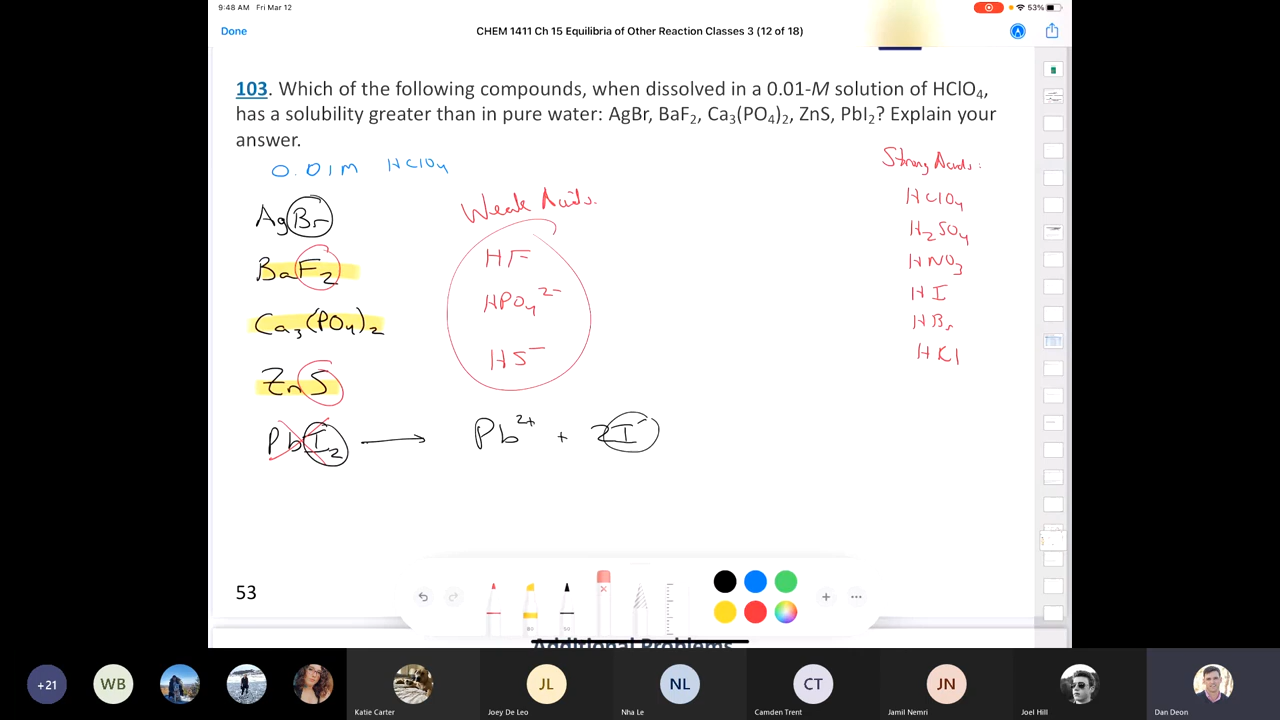 9:48 AM Fri Mar 12
53%
Done
CHEM 1411 Ch 15 Equilibria of Other Reaction Classes 3 (12 of 18)
103. Which of the following compounds, when dissolved in a 0.01-M solution of HClO₄,
has a solubility greater than in pure water: AgBr, BaF₂, Ca₃(PO₄)₂, ZnS, PbI₂? Explain your
answer.
0.01M HClO₄
Strong Acids:
HClO₄
H₂SO₄
HNO₃
HI
HBr
HCl
Weak Acids.
HF
HPO₄²⁻
HS⁻
AgBr
BaF₂
Ca₃(PO₄)₂
ZnS
PbI₂ → Pb²⁺ + 2I⁻
53
Additional Problems
+21
WB
Katie Carter
JL
Joey De Leo
NL
Nha Le
CT
Camden Trent
JN
Jamil Nemri
Joel Hill
Dan Deon